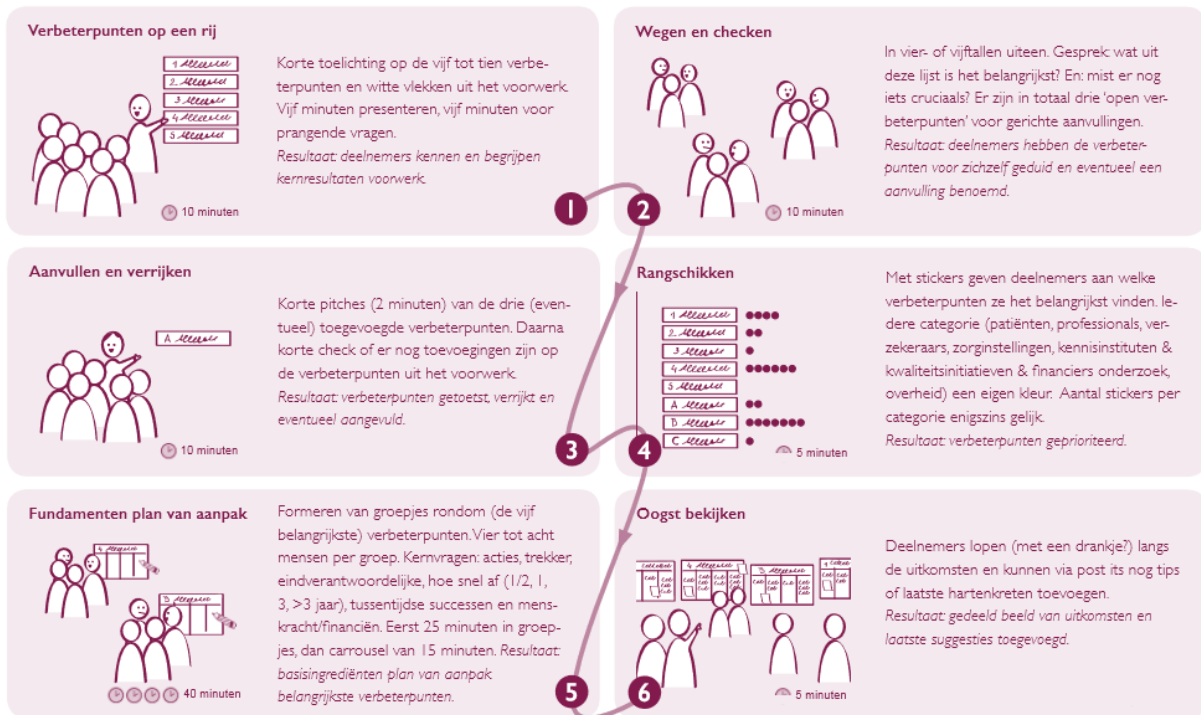 Verbeterpunten op een rij
Korte toelichting op de vijf tot tien verbe-
terpunten en witte vlekken uit het voorwerk.
Vijf minuten presenteren, vijf minuten voor
prangende vragen.
Resultaat: deelnemers kennen en begrijpen
kernresultaten voorwerk.
1
2
3
4
5
10 minuten
1
Wegen en checken
In vier- of vijftallen uiteen. Gesprek: wat uit
deze lijst is het belangrijkst? En: mist er nog
iets cruciaals? Er zijn in totaal drie 'open ver-
beterpunten' voor gerichte aanvullingen.
Resultaat: deelnemers hebben de verbeter-
punten voor zichzelf geduid en eventueel een
aanvulling benoemd.
10 minuten
2
Aanvullen en verrijken
Korte pitches (2 minuten) van de drie (even-
tueel) toegevoegde verbeterpunten. Daarna
korte check of er nog toevoegingen zijn op
de verbeterpunten uit het voorwerk.
Resultaat: verbeterpunten getoetst, verrijkt en
eventueel aangevuld.
A
10 minuten
3
Rangschikken
Met stickers geven deelnemers aan welke
verbeterpunten ze het belangrijkst vinden. Ie-
dere categorie (patiënten, professionals, ver-
zekeraars, zorginstellingen, kennisinstituten &
kwaliteitsinitiatieven & financiers onderzoek,
overheid) een eigen kleur. Aantal stickers per
categorie enigszins gelijk.
Resultaat: verbeterpunten geprioriteerd.
1
2
3
4
5
A
B
C
5 minuten
4
Fundamenten plan van aanpak
Formeren van groepjes rondom (de vijf
belangrijkste) verbeterpunten. Vier tot acht
mensen per groep. Kernvragen: acties, trekker,
eindverantwoordelijke, hoe snel af (1/2, 1,
3, >3 jaar), tussentijdse successen en mens-
kracht/financiën. Eerst 25 minuten in groep-
jes, dan carrousel van 15 minuten. Resultaat:
basisingrediënten plan van aanpak
belangrijkste verbeterpunten.
40 minuten
5
Oogst bekijken
Deelnemers lopen (met een drankje?) langs
de uitkomsten en kunnen via post its nog tips
of laatste hartenkreten toevoegen.
Resultaat: gedeeld beeld van uitkomsten en
laatste suggesties toegevoegd.
5 minuten
6